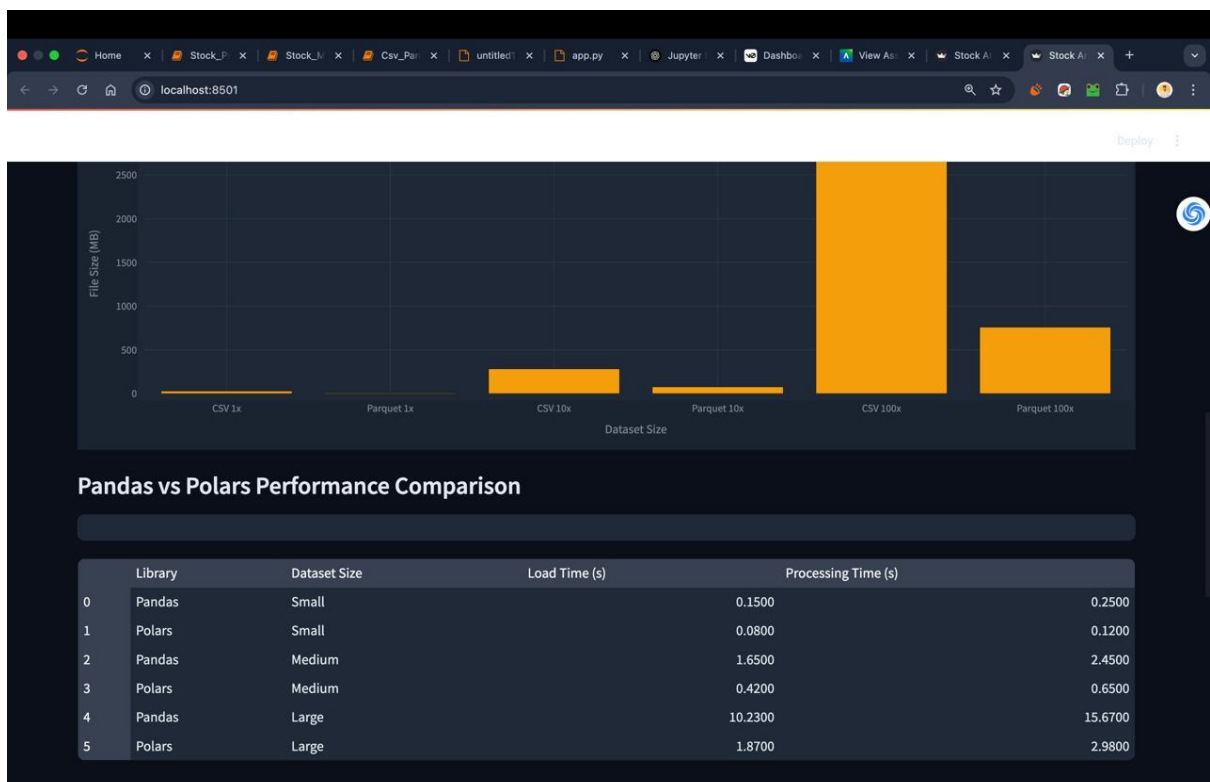 Home Stock_P Stock_M Csv_Par untitled1 app.py Jupyter Dashboa View Ass Stock A Stock Ar
localhost:8501
Deploy
2500
2000
1500
1000
500
0
File Size (MB)
CSV 1x Parquet 1x CSV 10x Parquet 10x CSV 100x Parquet 100x
Dataset Size
Pandas vs Polars Performance Comparison
Library Dataset Size Load Time (s) Processing Time (s)
0 Pandas Small 0.1500 0.2500
1 Polars Small 0.0800 0.1200
2 Pandas Medium 1.6500 2.4500
3 Polars Medium 0.4200 0.6500
4 Pandas Large 10.2300 15.6700
5 Polars Large 1.8700 2.9800